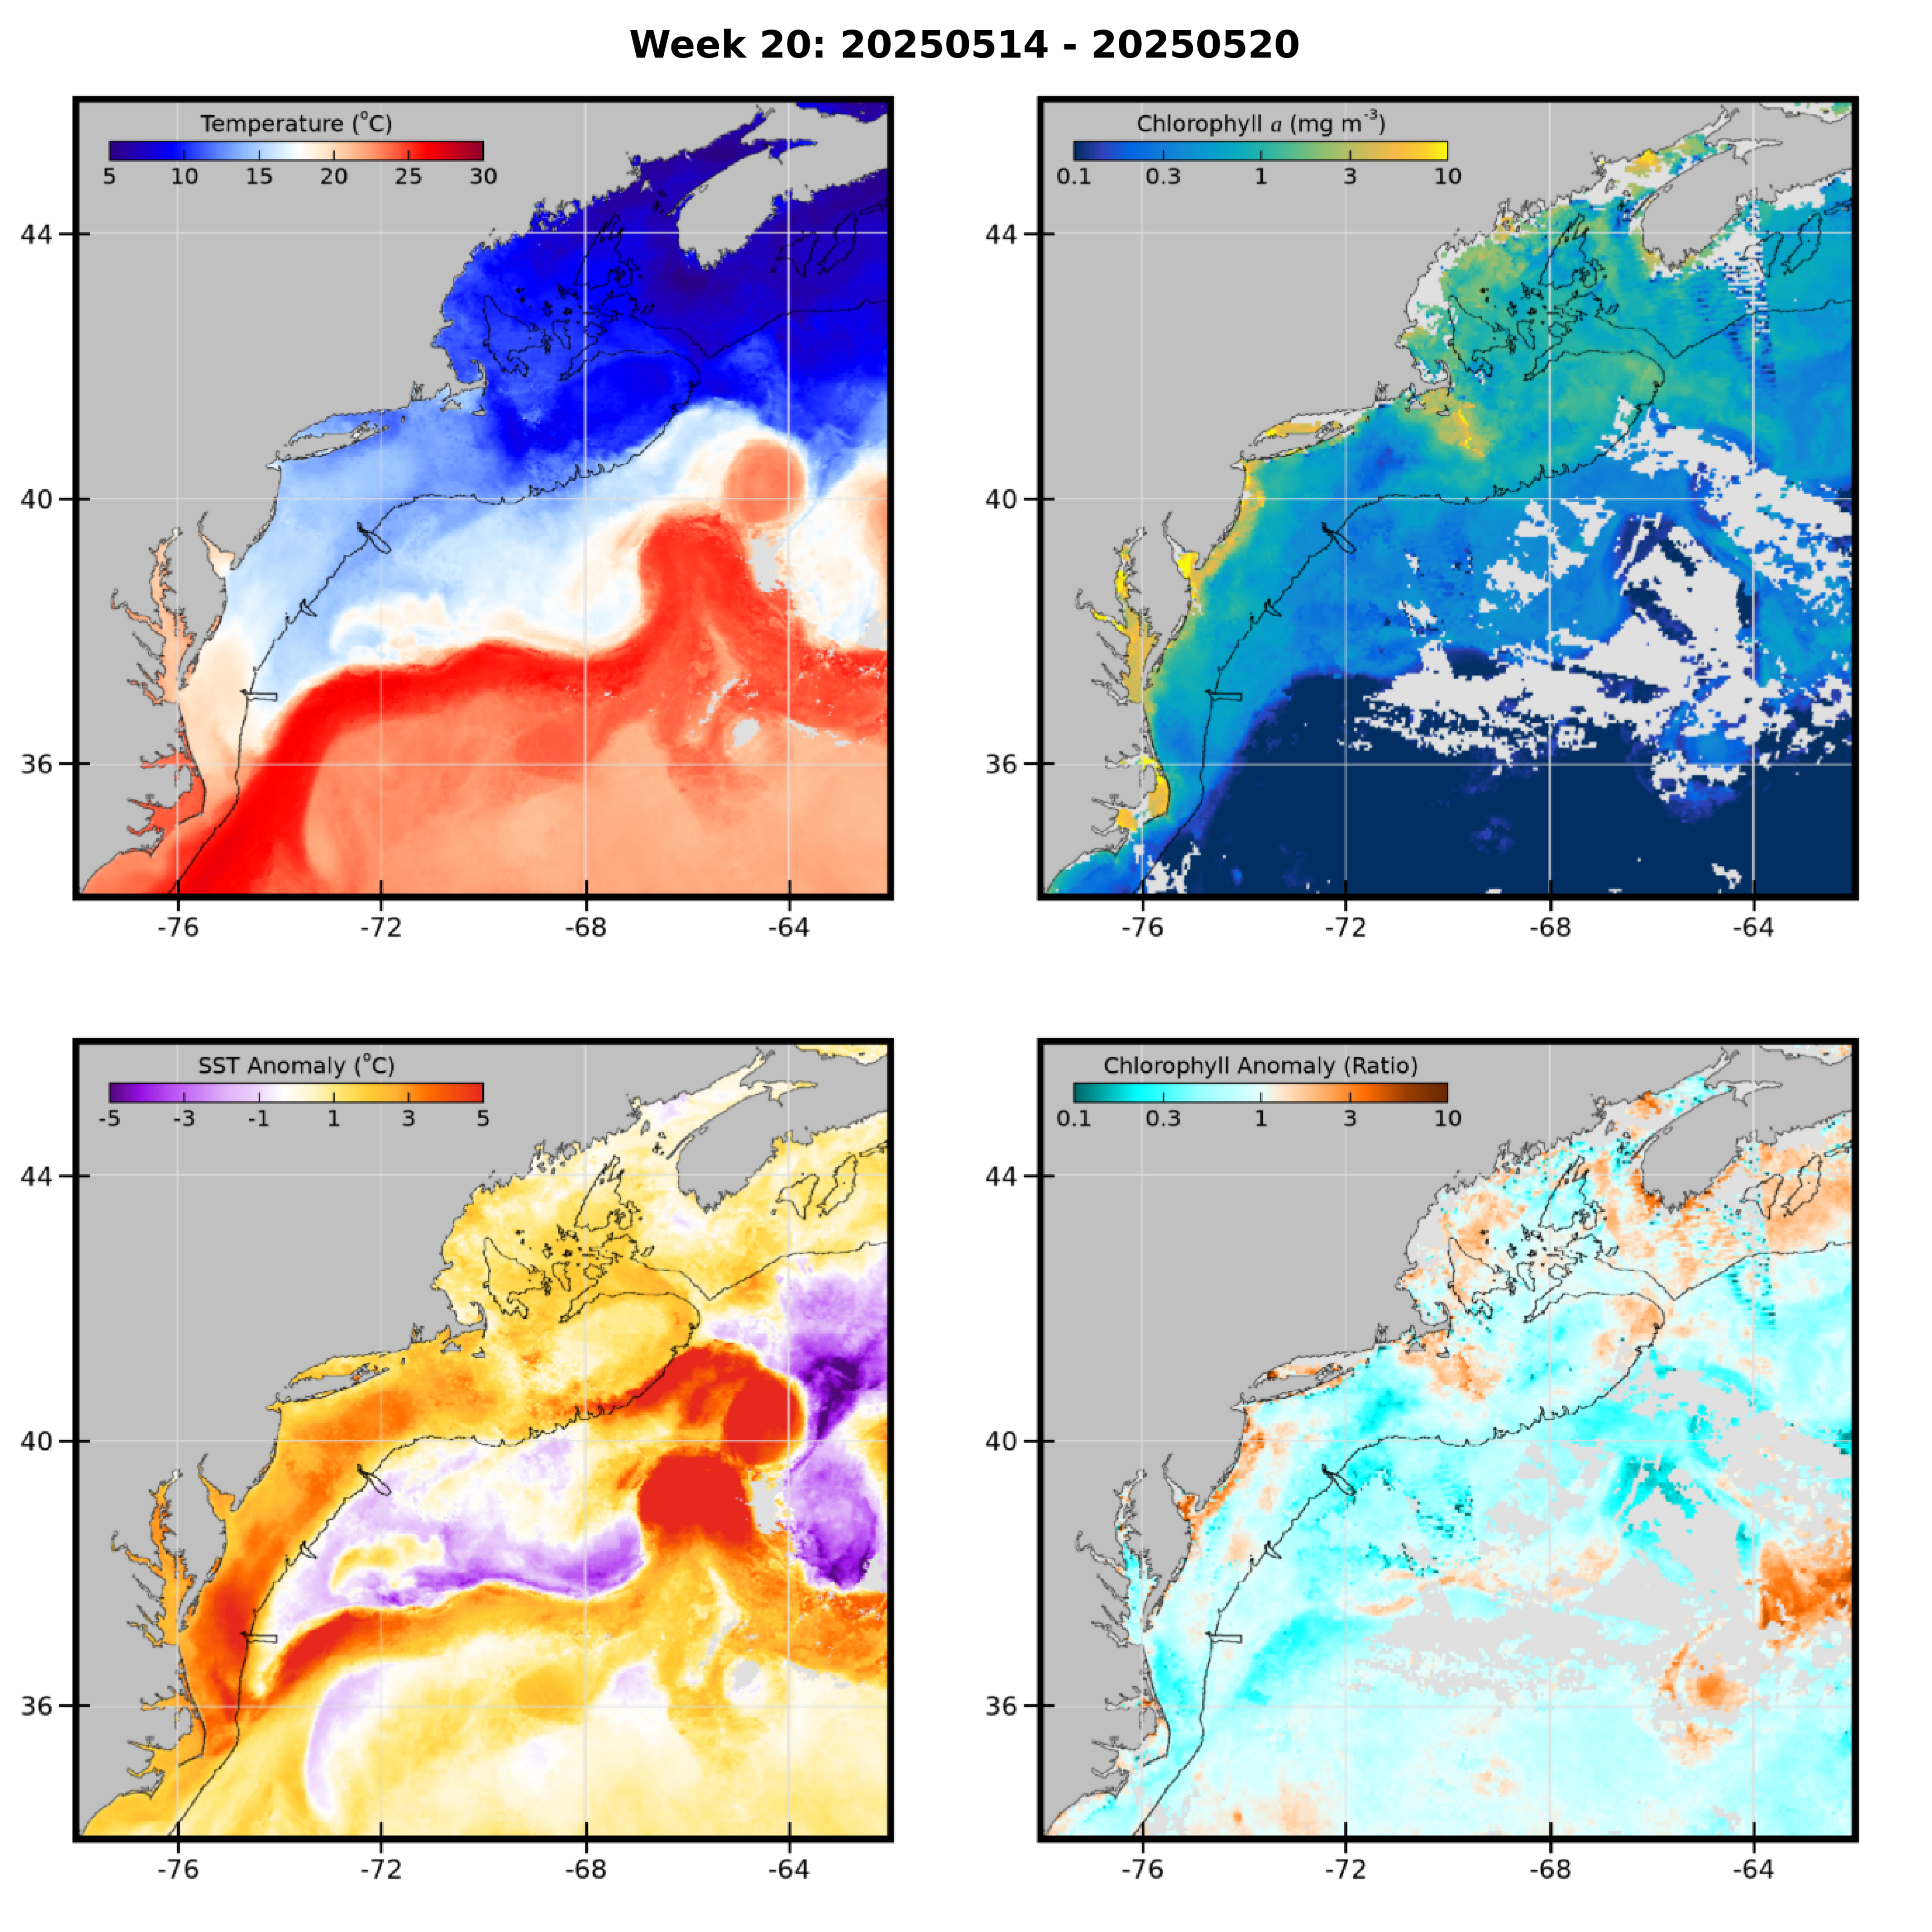 Week 20: 20250514 - 20250520
Temperature (°C)
5 10 15 20 25 30
44
40
36
-76 -72 -68 -64
Chlorophyll a (mg m⁻³)
0.1 0.3 1 3 10
44
40
36
-76 -72 -68 -64
SST Anomaly (°C)
-5 -3 -1 1 3 5
44
40
36
-76 -72 -68 -64
Chlorophyll Anomaly (Ratio)
0.1 0.3 1 3 10
44
40
36
-76 -72 -68 -64